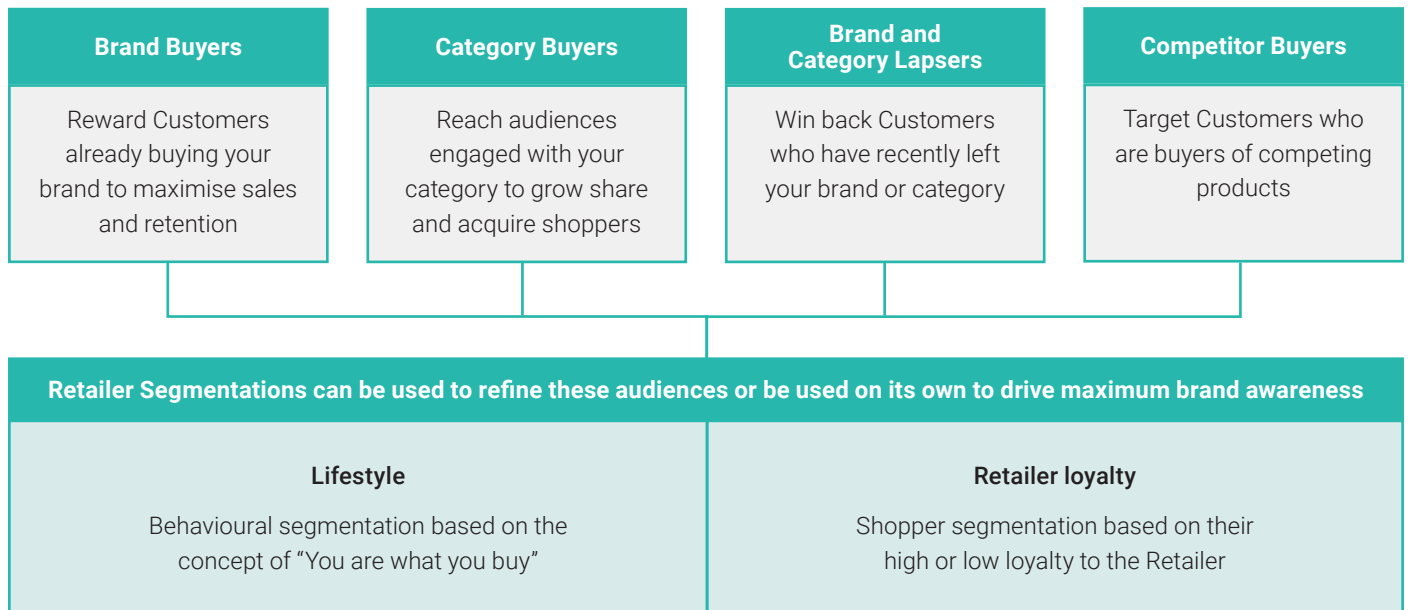 Brand Buyers
Reward Customers
already buying your
brand to maximise sales
and retention
Category Buyers
Reach audiences
engaged with your
category to grow share
and acquire shoppers
Brand and
Category Lapsers
Win back Customers
who have recently left
your brand or category
Competitor Buyers
Target Customers who
are buyers of competing
products
Retailer Segmentations can be used to refine these audiences or be used on its own to drive maximum brand awareness
Lifestyle
Behavioural segmentation based on the
concept of “You are what you buy”
Retailer loyalty
Shopper segmentation based on their
high or low loyalty to the Retailer